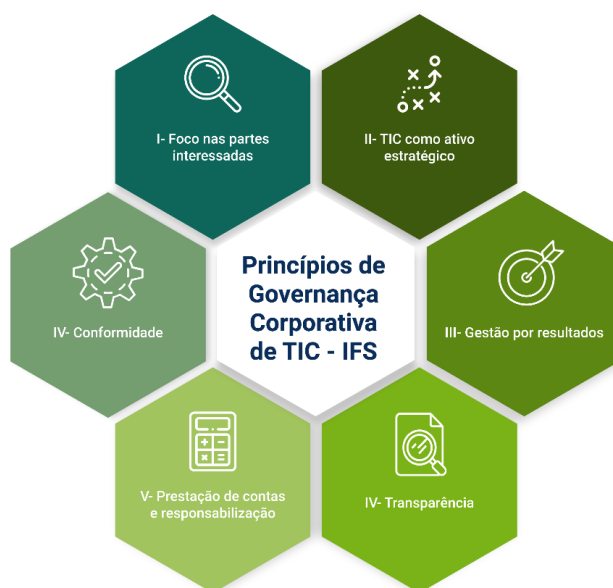 I- Foco nas partes
interessadas
II- TIC como ativo
estratégico
Princípios de
Governança
Corporativa
de TIC - IFS
III- Gestão por resultados
IV- Transparência
V- Prestação de contas
e responsabilização
IV- Conformidade